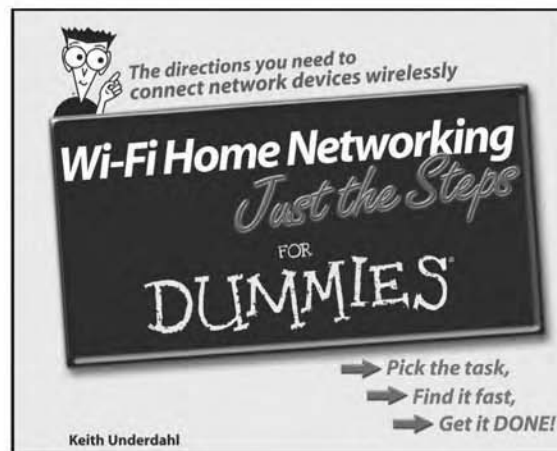 The directions you need to
connect network devices wirelessly
Wi-Fi Home Networking
Just the Steps
FOR
DUMMIES®
Pick the task,
Find it fast,
Get it DONE!
Keith Underdahl